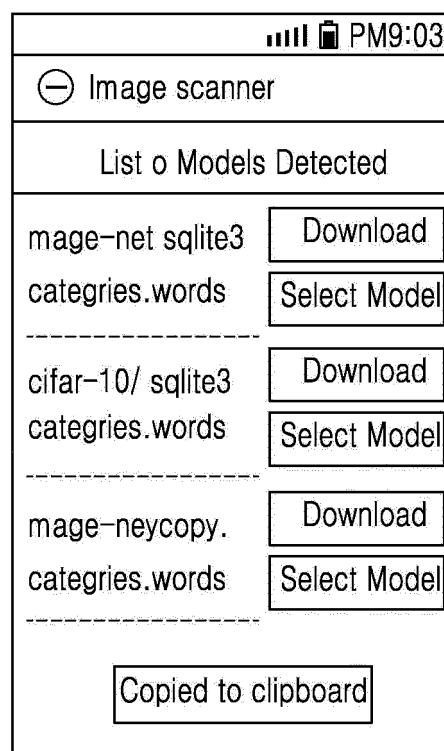 PM9:03
Image scanner
List o Models Detected
mage-net sqlite3 Download
categries.words Select Model
cifar-10/ sqlite3 Download
categries.words Select Model
mage-neycopy. Download
categries.words Select Model
Copied to clipboard